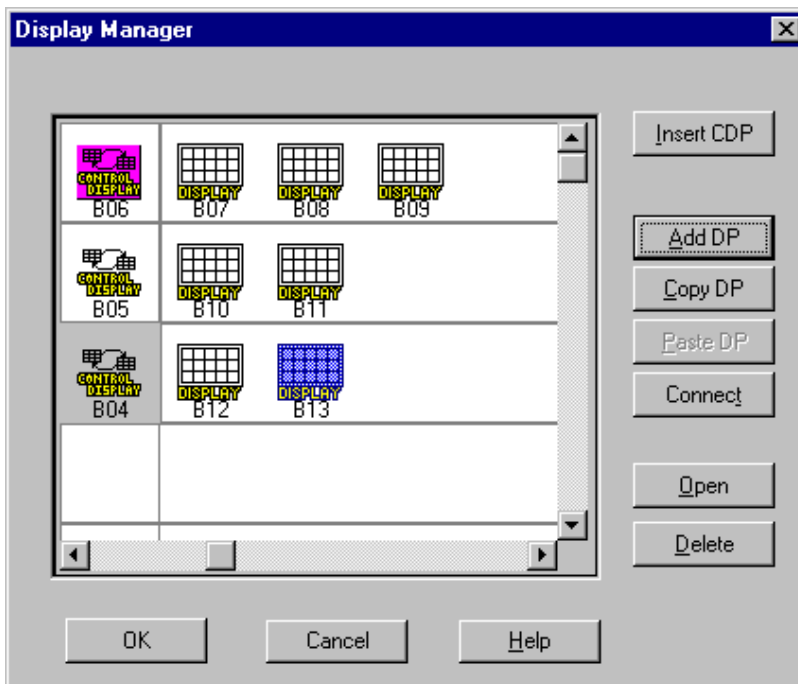 Display Manager
CONTROL DISPLAY B06
DISPLAY B07
DISPLAY B08
DISPLAY B09
Insert CDP
CONTROL DISPLAY B05
DISPLAY B10
DISPLAY B11
Add DP
Copy DP
Paste DP
CONTROL DISPLAY B04
DISPLAY B12
DISPLAY B13
Connect
Open
Delete
OK
Cancel
Help